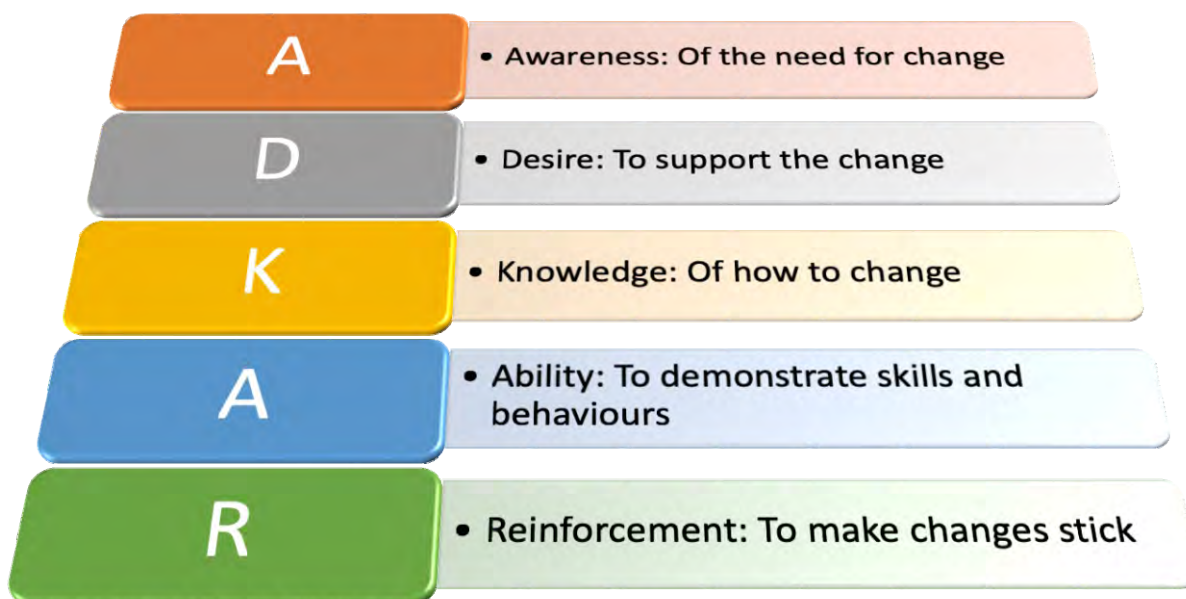 A
• Awareness: Of the need for change
D
• Desire: To support the change
K
• Knowledge: Of how to change
A
• Ability: To demonstrate skills and
behaviours
R
• Reinforcement: To make changes stick